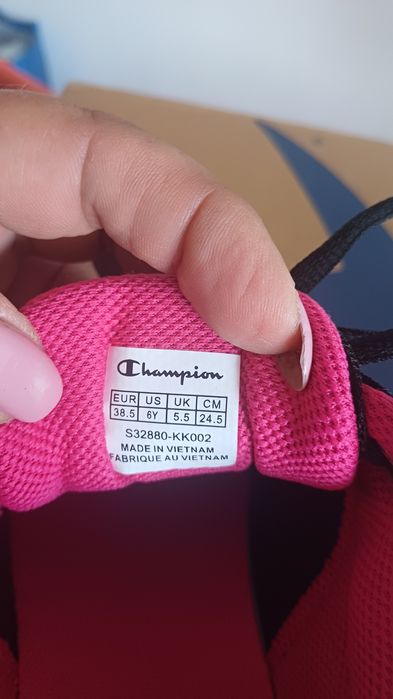 Champion
EUR US UK CM
38.5 6Y 5.5 24.5
S32880-KK002
MADE IN VIETNAM
FABRIQUE AU VIETNAM